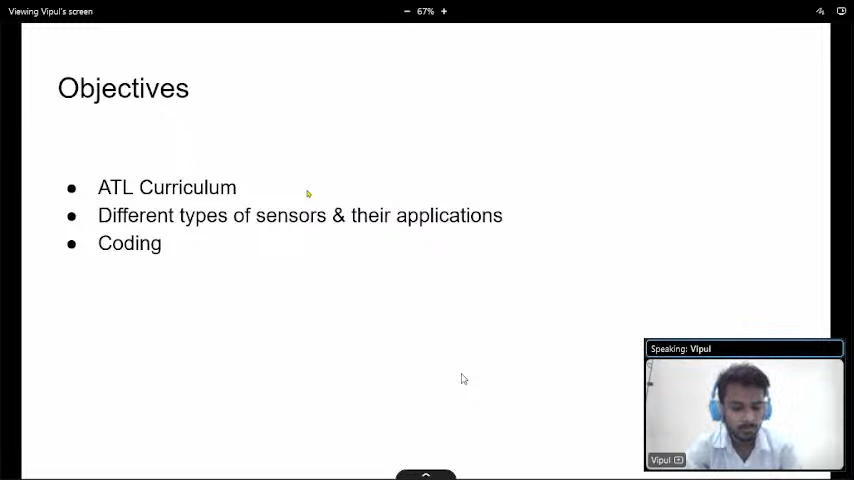 Viewing Vipul's screen
− 67% +
Objectives
● ATL Curriculum
● Different types of sensors & their applications
● Coding
Speaking: Vipul
Vipul